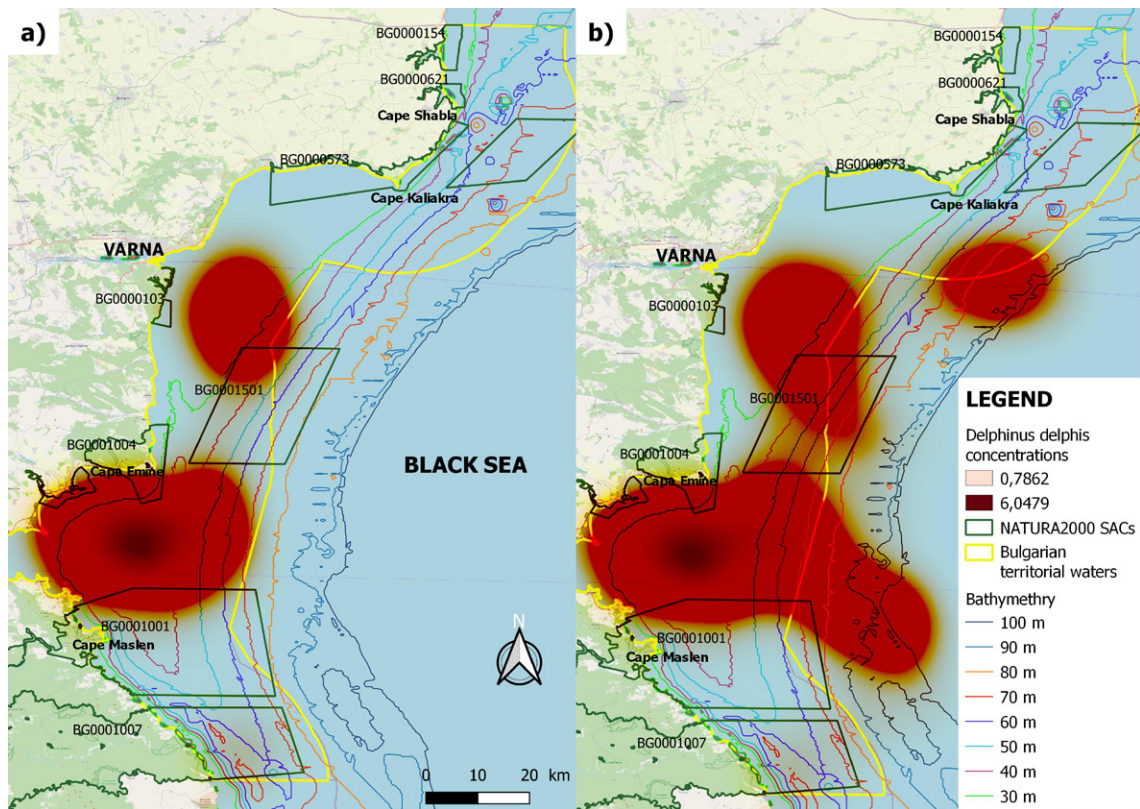 a)
BG0000154
BG0000621
Cape Shabla
BG0000573
Cape Kaliakra
VARNA
BG0000103
BG0001501
BG0001004
Capa Emine
BLACK SEA
BG0001001
Cape Maslen
N
BG0001007
0 10 20 km
b)
BG0000154
BG0000621
Cape Shabla
BG0000573
Cape Kaliakra
VARNA
BG0000103
BG0001501
BG0001004
Capa Emine
BG0001001
Cape Maslen
BG0001007
LEGEND
Delphinus delphis
concentrations
0,7862
6,0479
NATURA2000 SACs
Bulgarian
territorial waters
Bathymethry
100 m
90 m
80 m
70 m
60 m
50 m
40 m
30 m